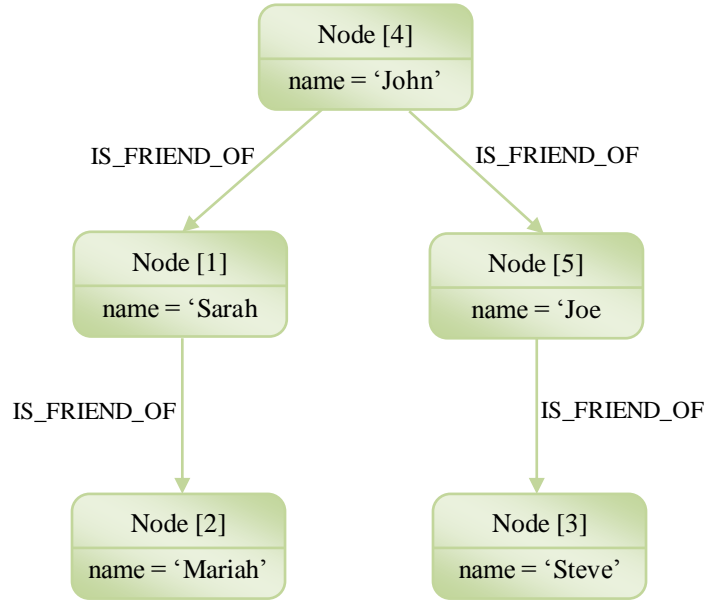 Node [4]
name = ‘John’
IS_FRIEND_OF
IS_FRIEND_OF
Node [1]
name = ‘Sarah
Node [5]
name = ‘Joe
IS_FRIEND_OF
IS_FRIEND_OF
Node [2]
name = ‘Mariah’
Node [3]
name = ‘Steve’